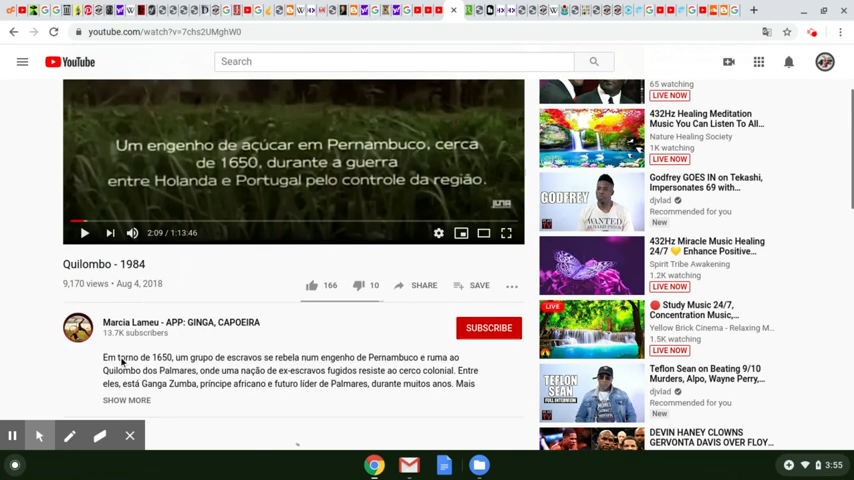 youtube.com/watch?v=7chs2UMghW0
YouTube
Search
Um engenho de açúcar em Pernambuco, cerca
de 1650, durante a guerra
entre Holanda e Portugal pelo controle da região.
2:09 / 1:13:46
Quilombo - 1984
9,170 views • Aug 4, 2018
166
10
SHARE
SAVE
Marcia Lameu - APP: GINGA, CAPOEIRA
13.7K subscribers
SUBSCRIBE
Em torno de 1650, um grupo de escravos se rebela num engenho de Pernambuco e ruma ao
Quilombo dos Palmares, onde uma nação de ex-escravos fugidos resiste ao cerco colonial. Entre
eles, está Ganga Zumba, príncipe africano e futuro líder de Palmares, durante muitos anos. Mais
SHOW MORE
65 watching
LIVE NOW
432Hz Healing Meditation
Music You Can Listen To All...
Nature Healing Society
1K watching
LIVE NOW
GODFREY
WANTED
Godfrey GOES IN on Tekashi,
Impersonates 69 with...
djvlad
Recommended for you
New
432Hz Miracle Music Healing
24/7 💛 Enhance Positive...
Spirit Tribe Awakening
1.2K watching
LIVE NOW
LIVE
🔴 Study Music 24/7,
Concentration Music,...
Yellow Brick Cinema - Relaxing M...
1.5K watching
LIVE NOW
TEFLON
SEAN
Teflon Sean on Beating 9/10
Murders, Alpo, Wayne Perry,...
djvlad
Recommended for you
New
DEVIN HANEY CLOWNS
GERVONTA DAVIS OVER FLOY...
3:55